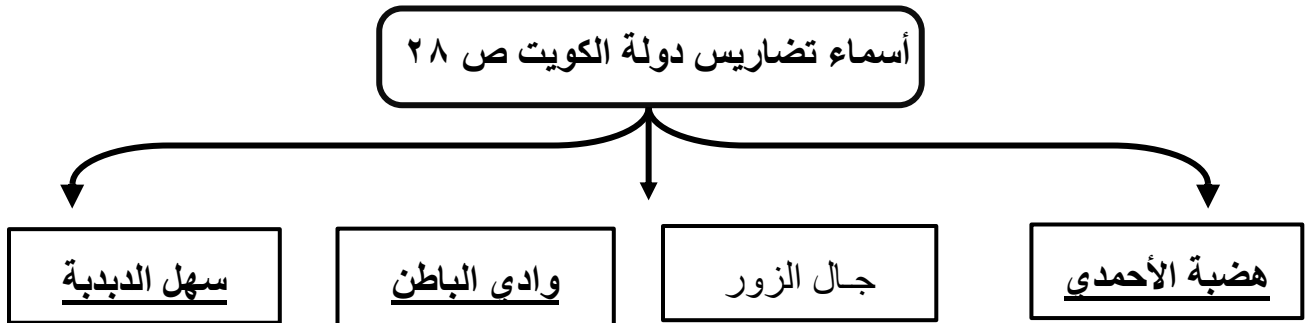 أسماء تضاريس دولة الكويت ص ٢٨
هضبة الأحمدي
جـال الزور
وادي الباطن
سهل الدبدبة